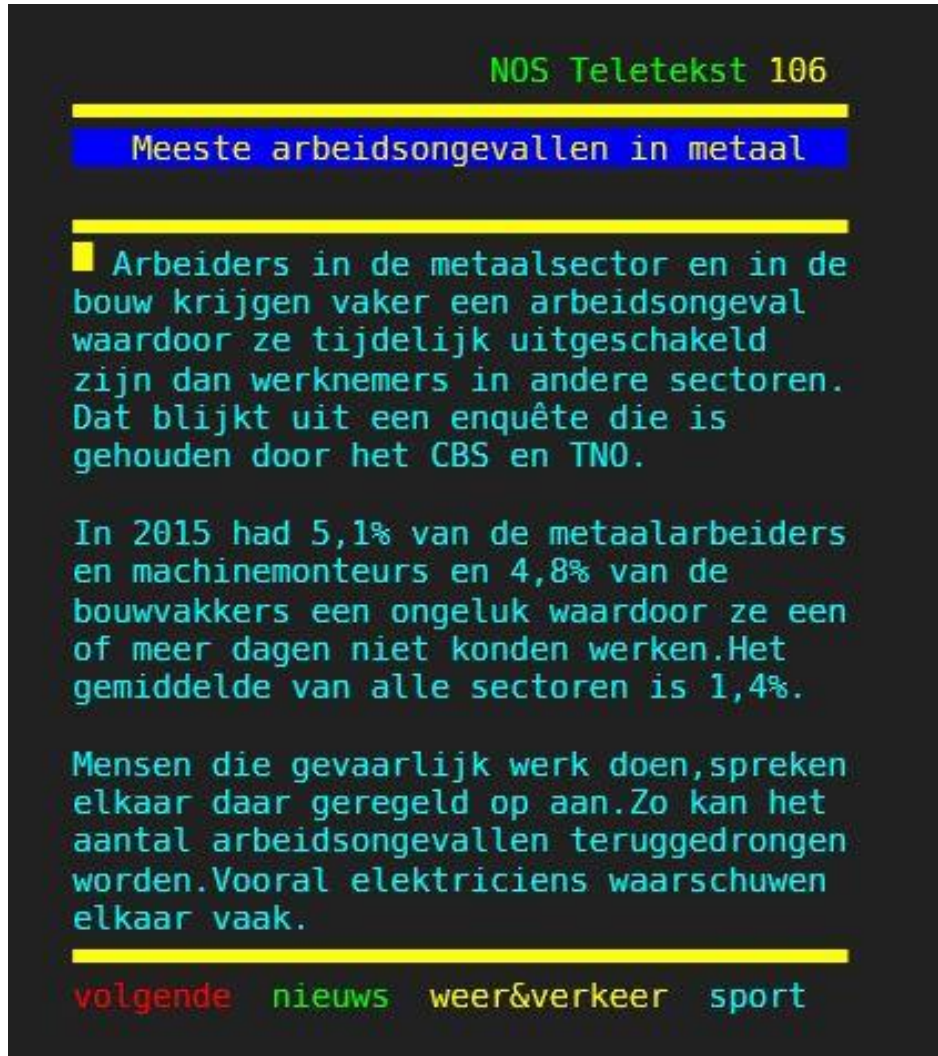 NOS Teletekst 106
Meeste arbeidsongevallen in metaal
Arbeiders in de metaalsector en in de
bouw krijgen vaker een arbeidsongeval
waardoor ze tijdelijk uitgeschakeld
zijn dan werknemers in andere sectoren.
Dat blijkt uit een enquête die is
gehouden door het CBS en TNO.
In 2015 had 5,1% van de metaalarbeiders
en machinemonteurs en 4,8% van de
bouwvakkers een ongeluk waardoor ze een
of meer dagen niet konden werken.Het
gemiddelde van alle sectoren is 1,4%.
Mensen die gevaarlijk werk doen,spreken
elkaar daar geregeld op aan.Zo kan het
aantal arbeidsongevallen teruggedrongen
worden.Vooral elektriciens waarschuwen
elkaar vaak.
volgende nieuws weer&verkeer sport